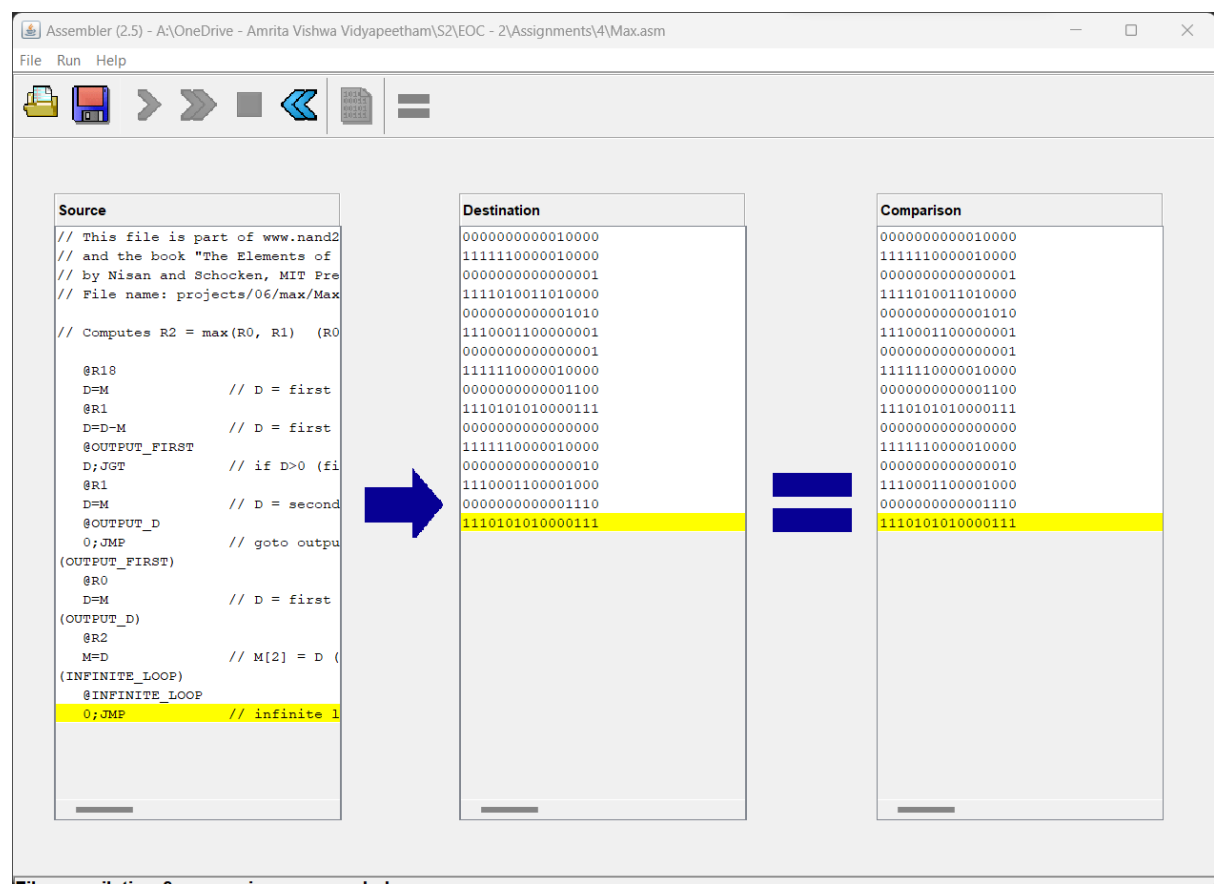 Assembler (2.5) - A:\OneDrive - Amrita Vishwa Vidyapeetham\S2\EOC - 2\Assignments\4\Max.asm
File Run Help
Source
// This file is part of www.nand2
// and the book "The Elements of
// by Nisan and Schocken, MIT Pre
// File name: projects/06/max/Max
// Computes R2 = max(R0, R1) (R0
@R18
D=M // D = first
@R1
D=D-M // D = first
@OUTPUT_FIRST
D;JGT // if D>0 (fi
@R1
D=M // D = second
@OUTPUT_D
0;JMP // goto outpu
(OUTPUT_FIRST)
@R0
D=M // D = first
(OUTPUT_D)
@R2
M=D // M[2] = D (
(INFINITE_LOOP)
@INFINITE_LOOP
0;JMP // infinite l
Destination
0000000000010000
1111110000010000
0000000000000001
1111010011010000
0000000000001010
1110001100000001
0000000000000001
1111110000010000
0000000000001100
1110101010000111
0000000000000000
1111110000010000
0000000000000010
1110001100001000
0000000000001110
1110101010000111
Comparison
0000000000010000
1111110000010000
0000000000000001
1111010011010000
0000000000001010
1110001100000001
0000000000000001
1111110000010000
0000000000001100
1110101010000111
0000000000000000
1111110000010000
0000000000000010
1110001100001000
0000000000001110
1110101010000111